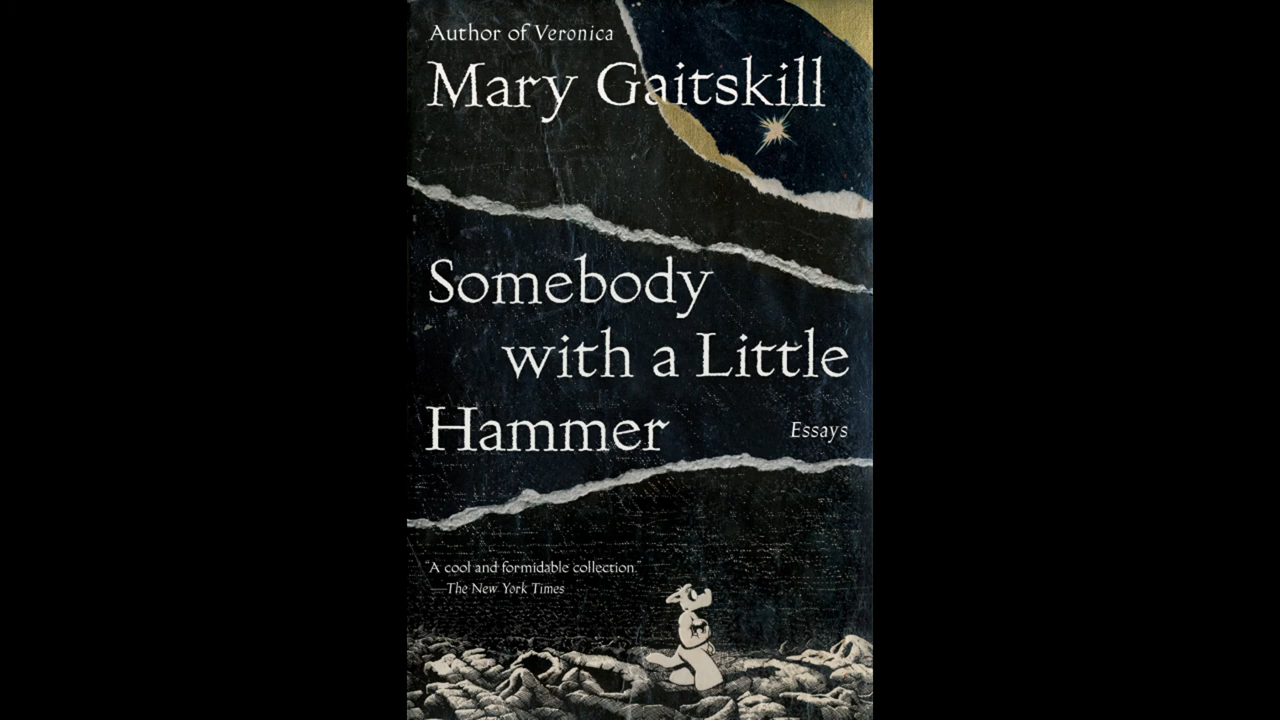 Author of Veronica
Mary Gaitskill
Somebody
with a Little
Hammer
Essays
"A cool and formidable collection."
—The New York Times